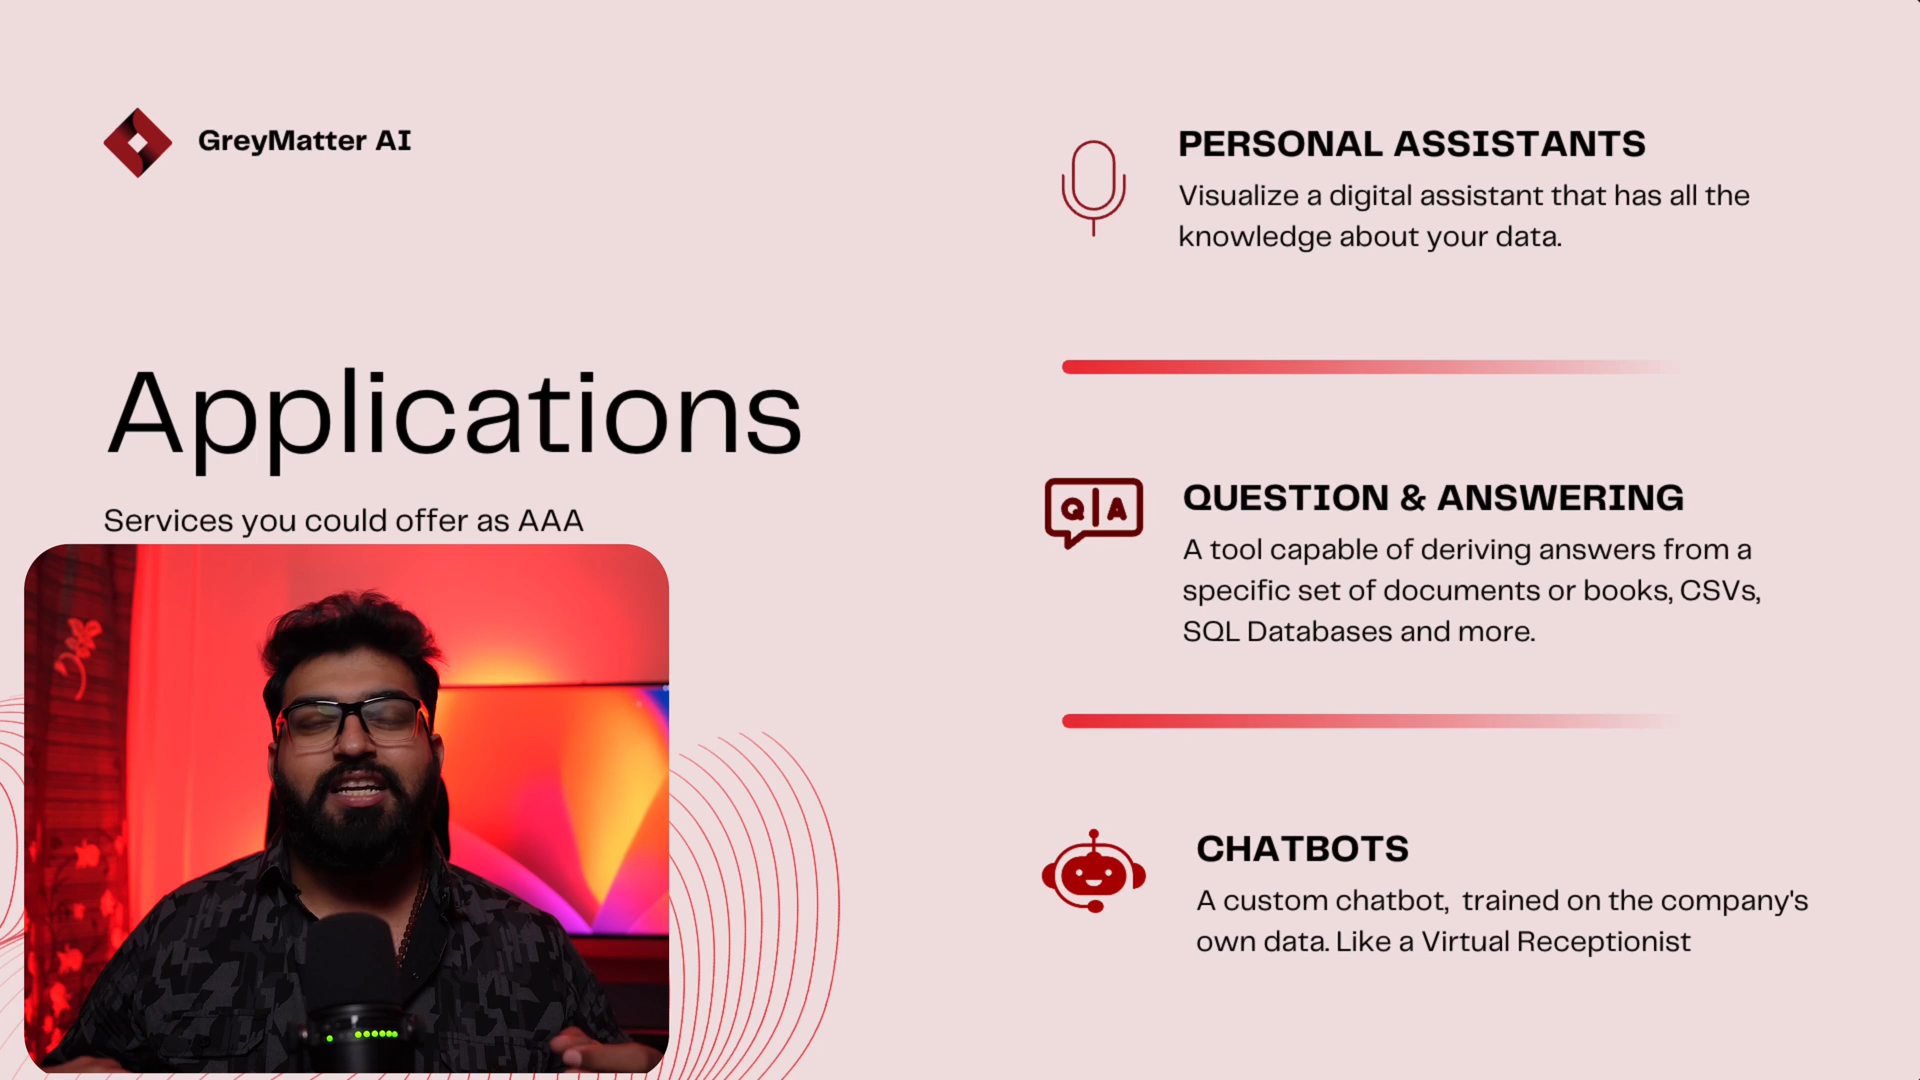 GreyMatter AI
Applications
Services you could offer as AAA
PERSONAL ASSISTANTS
Visualize a digital assistant that has all the
knowledge about your data.
Q|A
QUESTION & ANSWERING
A tool capable of deriving answers from a
specific set of documents or books, CSVs,
SQL Databases and more.
CHATBOTS
A custom chatbot,  trained on the company's
own data. Like a Virtual Receptionist